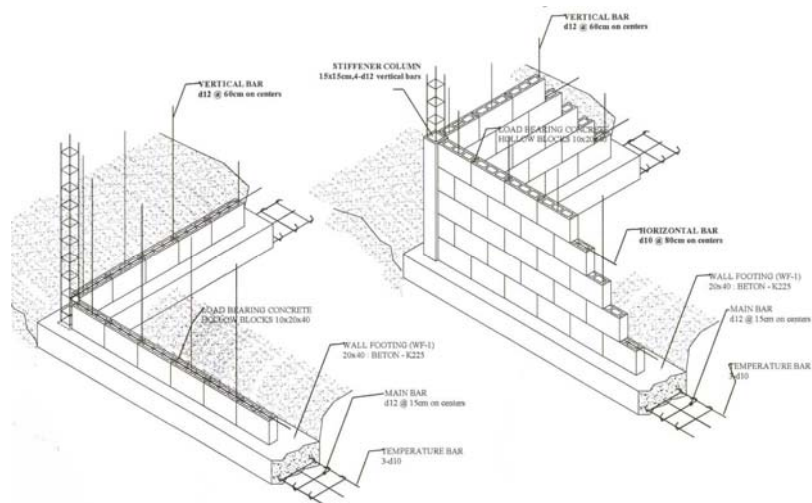 VERTICAL BAR
d12 @ 60cm on centers
LOAD BEARING CONCRETE
HOLLOW BLOCKS 10x20x40
WALL FOOTING (WF-1)
20x40 : BETON - K225
MAIN BAR
d12 @ 15cm on centers
TEMPERATURE BAR
3-d10
VERTICAL BAR
d12 @ 60cm on centers
STIFFENER COLUMN
15x15cm,4-d12 vertical bars
LOAD BEARING CONCRETE
HOLLOW BLOCKS 10x20x40
HORIZONTAL BAR
d10 @ 80cm on centers
WALL FOOTING (WF-1)
20x40 : BETON - K225
MAIN BAR
d12 @ 15cm on centers
TEMPERATURE BAR
3-d10